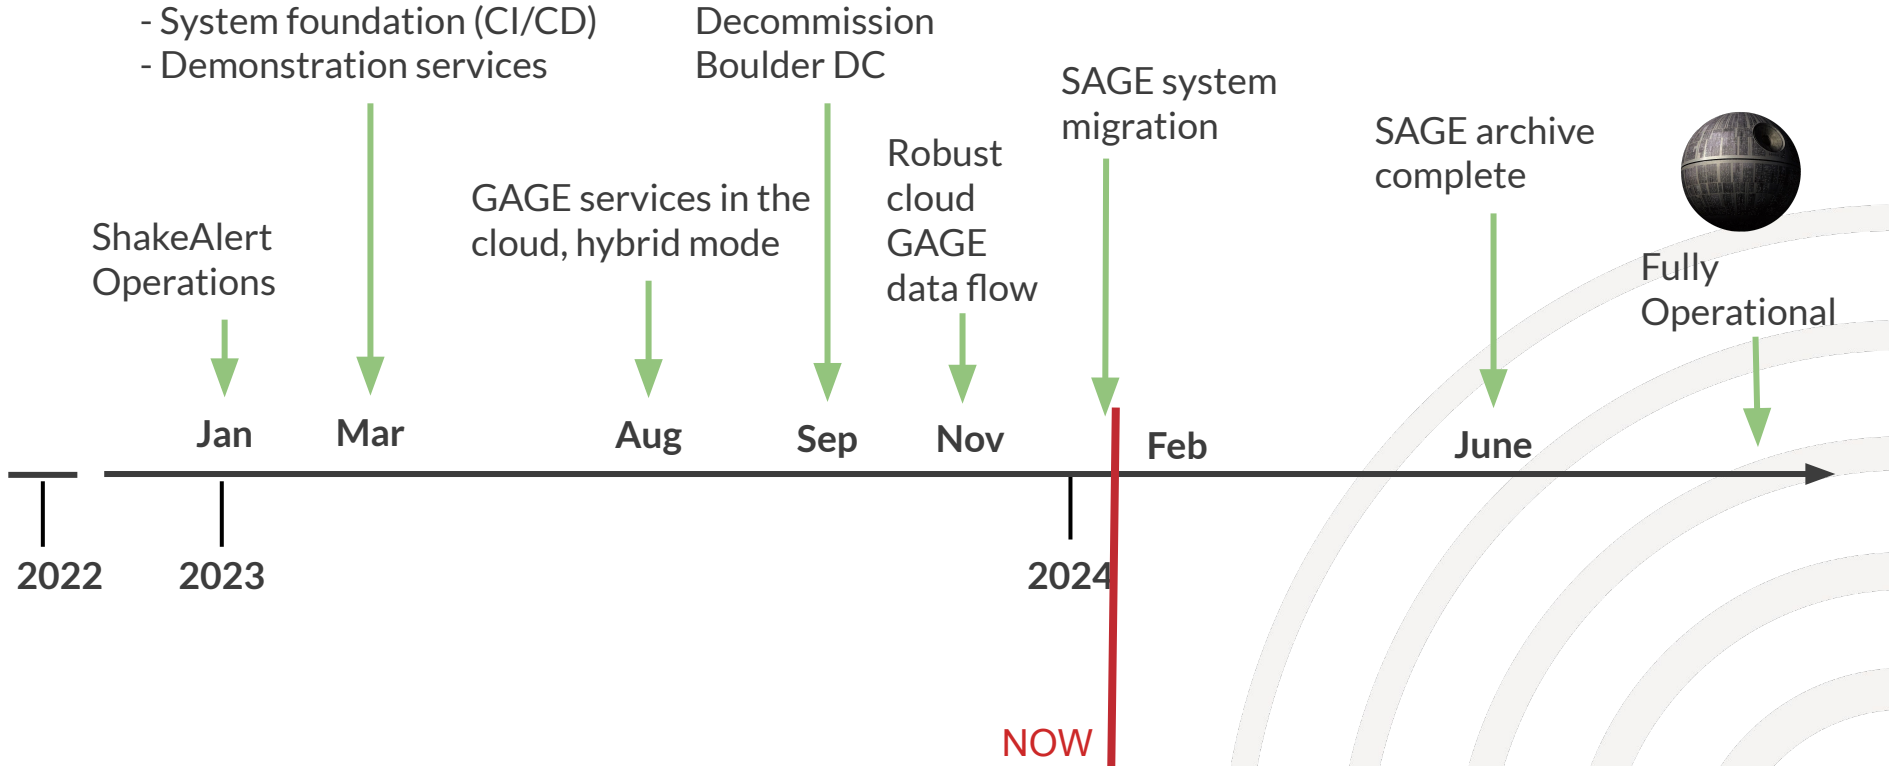 - System foundation (CI/CD)
- Demonstration services
Decommission
Boulder DC
SAGE system
migration
SAGE archive
complete
Robust
cloud
GAGE
data flow
GAGE services in the
cloud, hybrid mode
ShakeAlert
Operations
Fully
Operational
Jan
Mar
Aug
Sep
Nov
Feb
June
2022
2023
2024
NOW